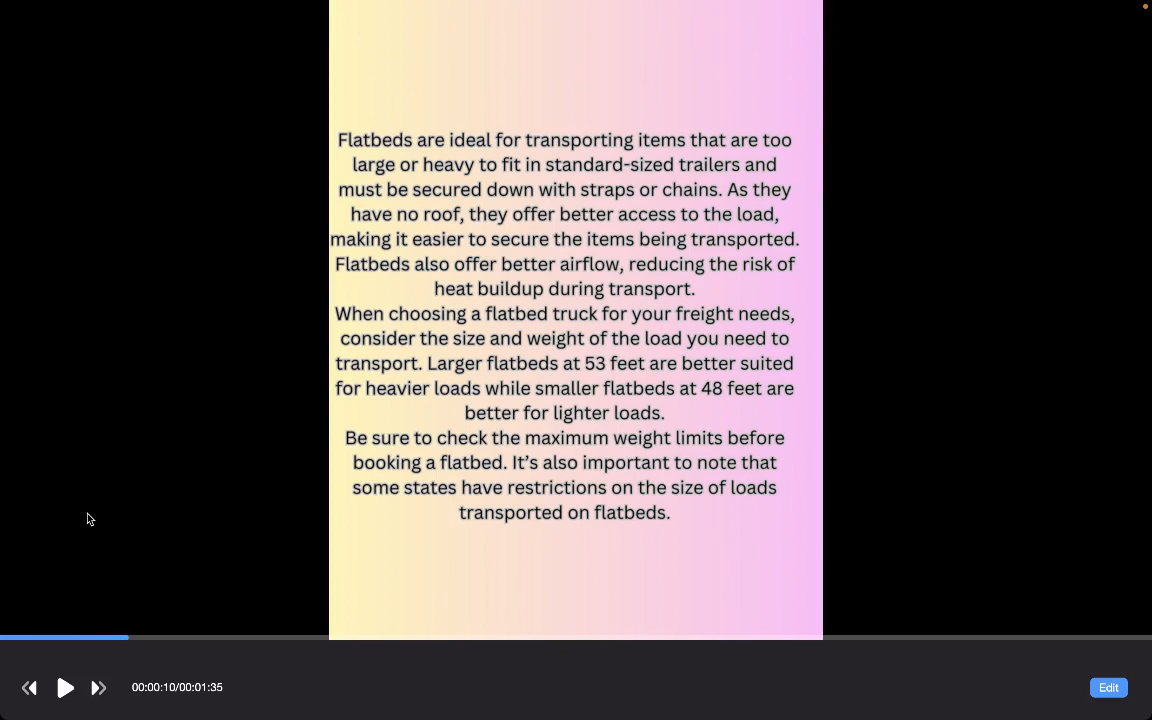 Flatbeds are ideal for transporting items that are too
large or heavy to fit in standard-sized trailers and
must be secured down with straps or chains. As they
have no roof, they offer better access to the load,
making it easier to secure the items being transported.
Flatbeds also offer better airflow, reducing the risk of
heat buildup during transport.
When choosing a flatbed truck for your freight needs,
consider the size and weight of the load you need to
transport. Larger flatbeds at 53 feet are better suited
for heavier loads while smaller flatbeds at 48 feet are
better for lighter loads.
Be sure to check the maximum weight limits before
booking a flatbed. It’s also important to note that
some states have restrictions on the size of loads
transported on flatbeds.
00:00:10/00:01:35
Edit